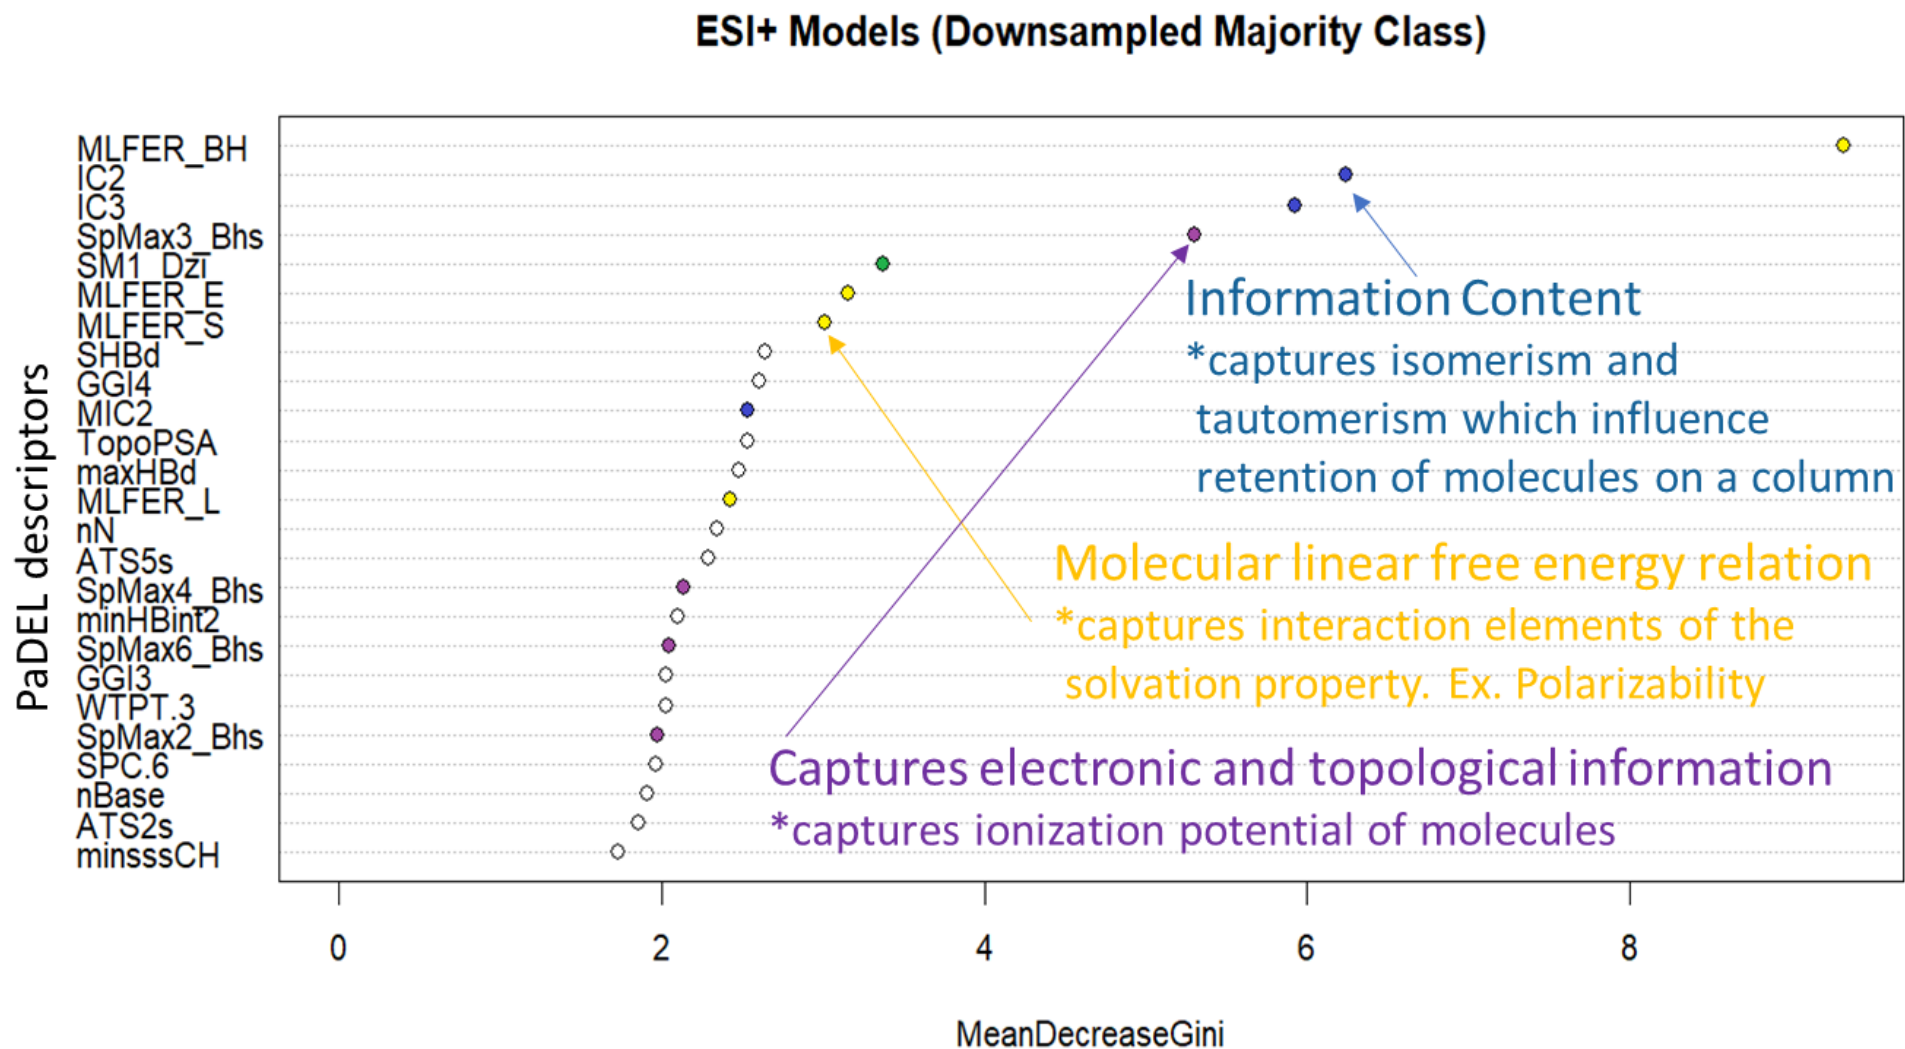 ESI+ Models (Downsampled Majority Class)
PaDEL descriptors
MLFER_BH
IC2
IC3
SpMax3_Bhs
SM1_Dzi
MLFER_E
MLFER_S
SHBd
GGI4
MIC2
TopoPSA
maxHBd
MLFER_L
nN
ATS5s
SpMax4_Bhs
minHBint2
SpMax6_Bhs
GGI3
WTPT.3
SpMax2_Bhs
SPC.6
nBase
ATS2s
minsssCH
Information Content
*captures isomerism and
tautomerism which influence
retention of molecules on a column
Molecular linear free energy relation
*captures interaction elements of the
solvation property. Ex. Polarizability
Captures electronic and topological information
*captures ionization potential of molecules
0 2 4 6 8
MeanDecreaseGini